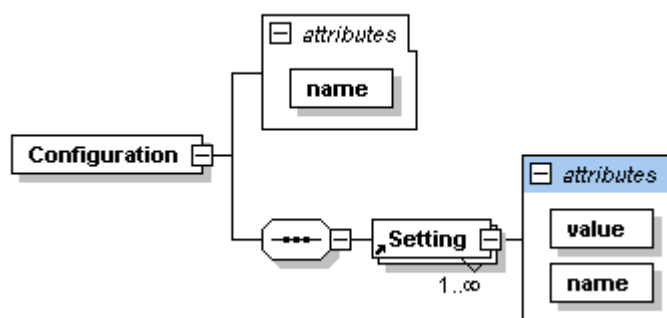 attributes
name
Configuration
attributes
Setting
value
1..∞
name